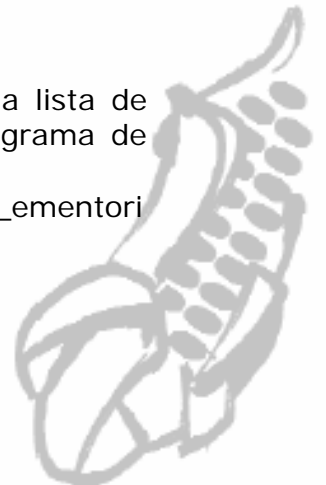 a lista de
grama de
_ementori